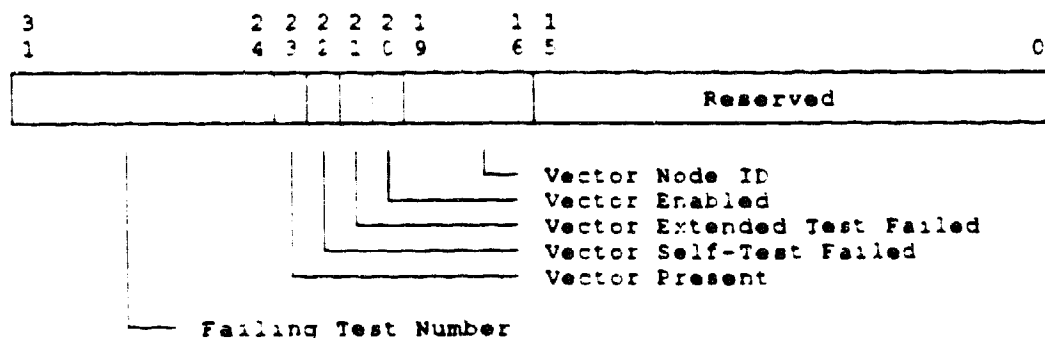 3 2 2 2 2 2 1 1 1
1 4 3 2 1 0 9 6 5 0
Reserved
Vector Node ID
Vector Enabled
Vector Extended Test Failed
Vector Self-Test Failed
Vector Present
Failing Test Number